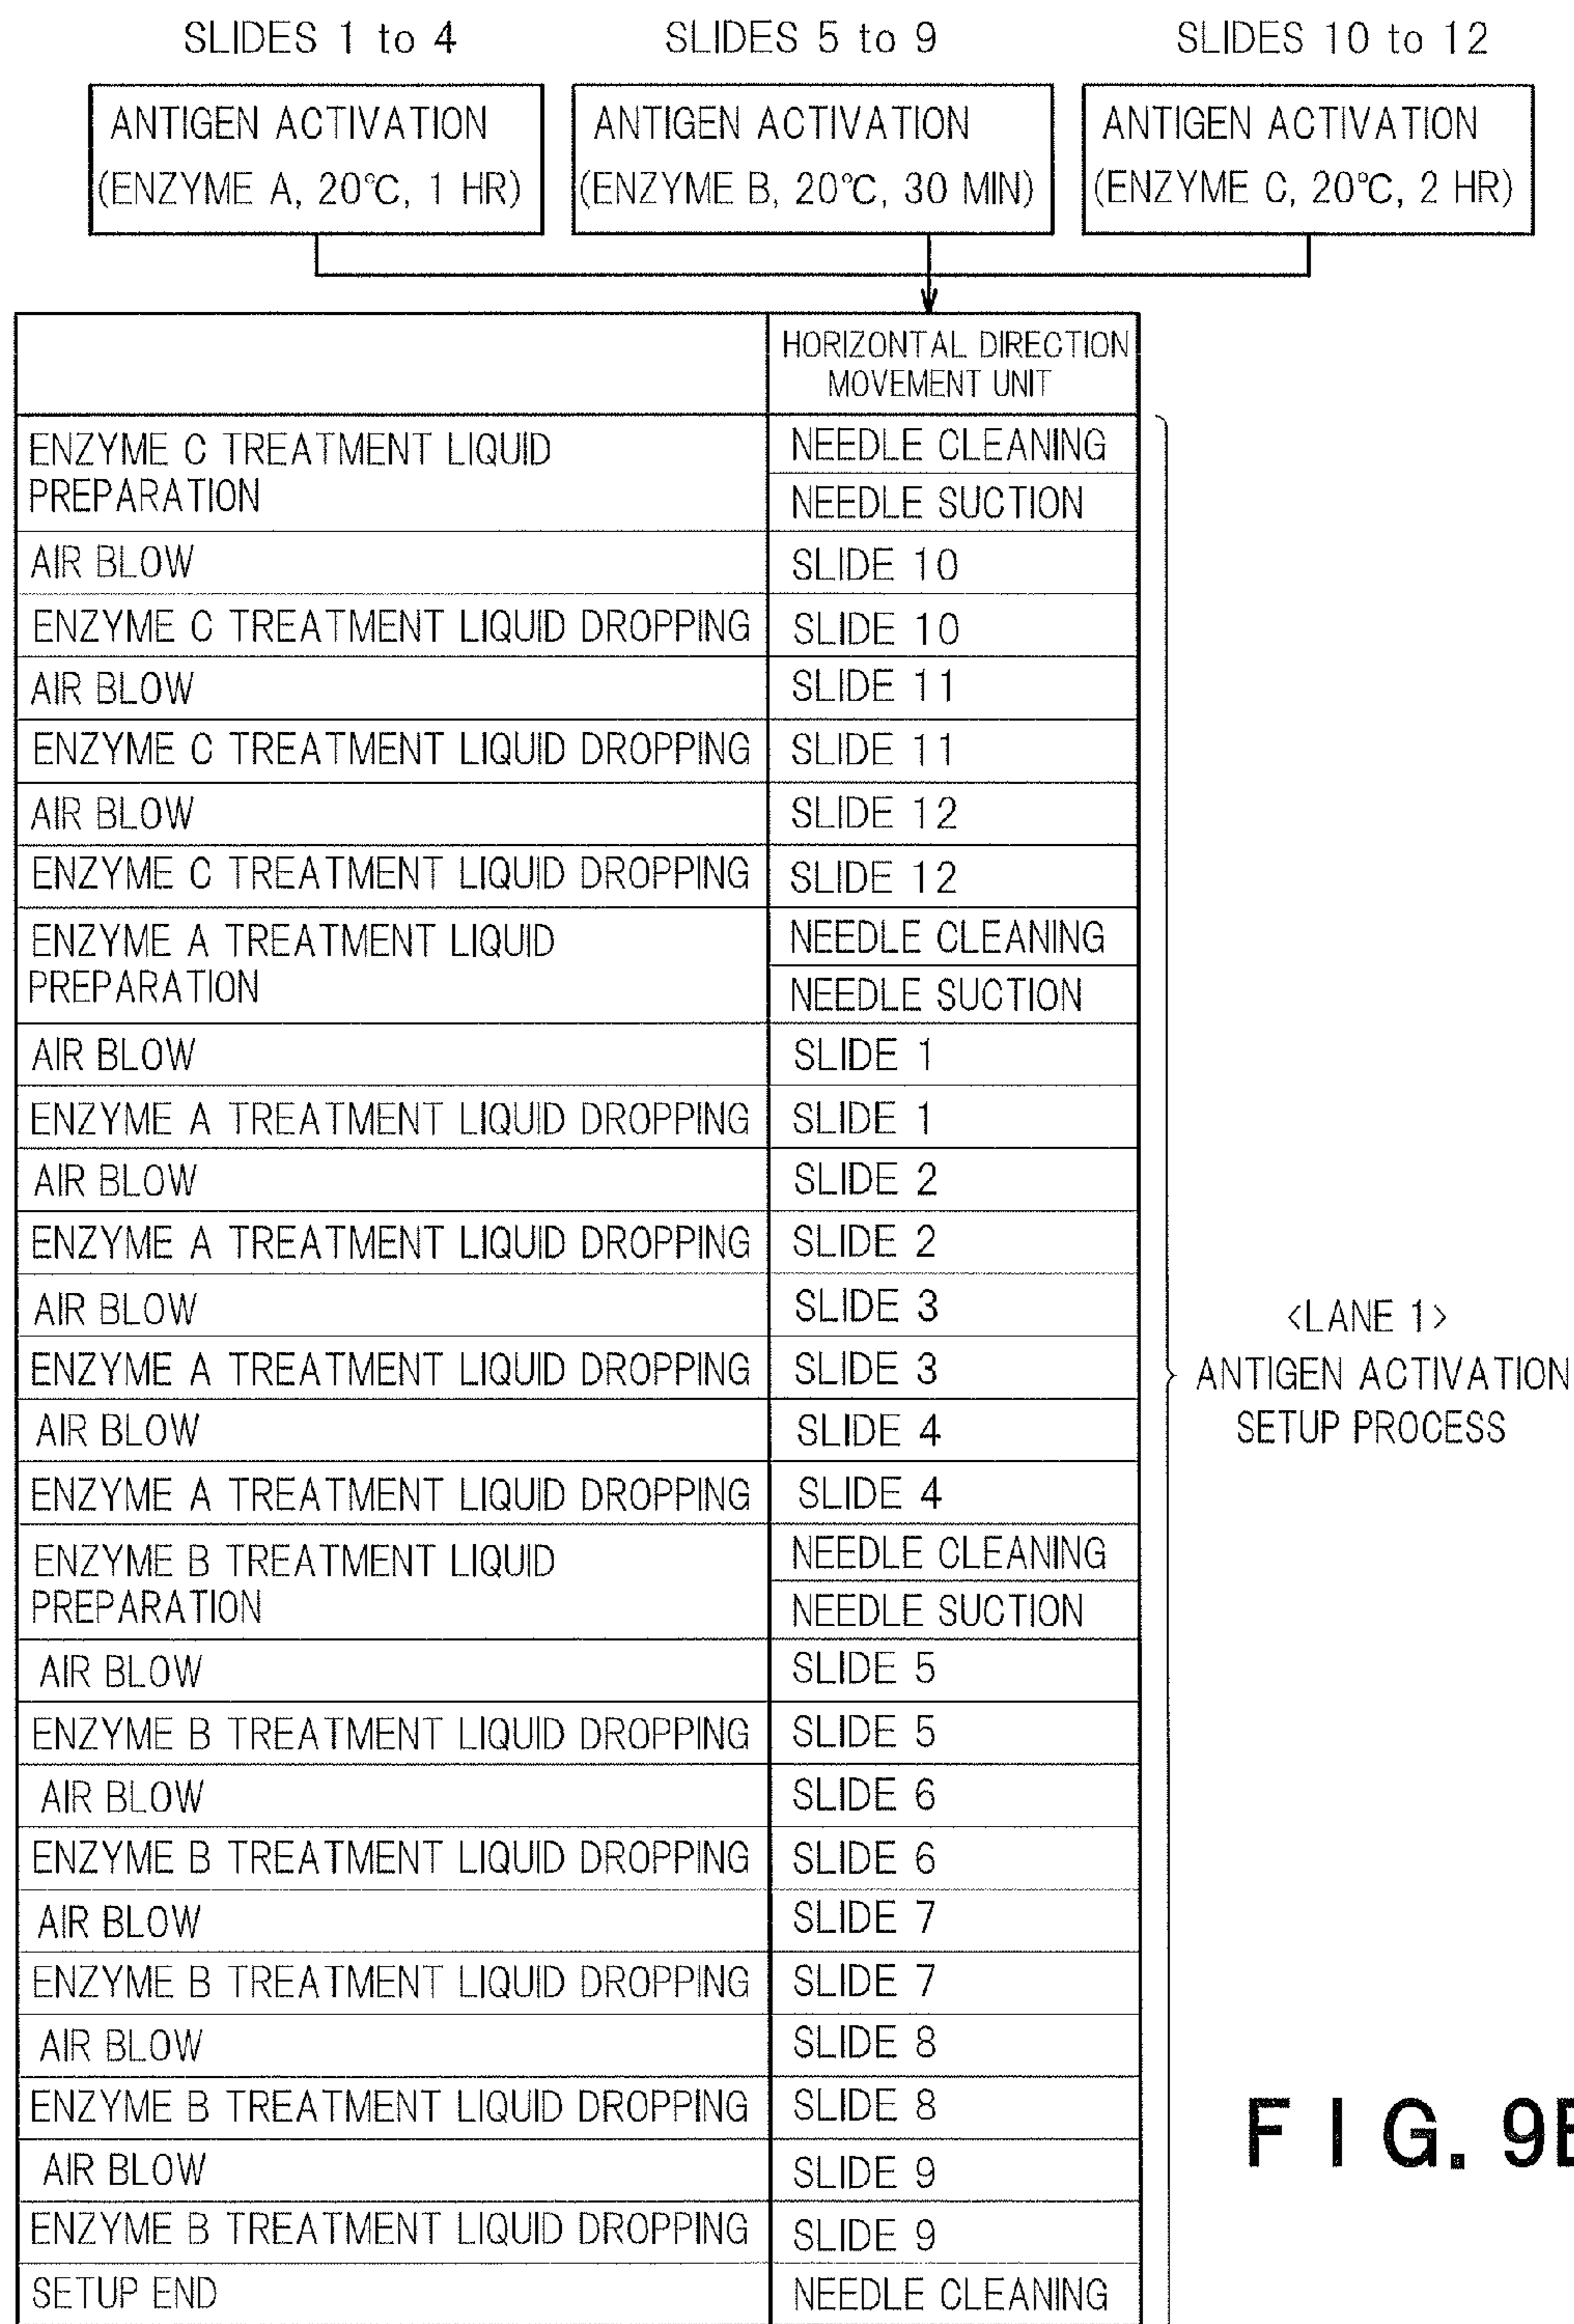 SLIDES 1 to 4 SLIDES 5 to 9 SLIDES 10 to 12
ANTIGEN ACTIVATION
(ENZYME A, 20℃, 1 HR)
ANTIGEN ACTIVATION
(ENZYME B, 20℃, 30 MIN)
ANTIGEN ACTIVATION
(ENZYME C, 20℃, 2 HR)
HORIZONTAL DIRECTION
MOVEMENT UNIT
ENZYME C TREATMENT LIQUID
PREPARATION
NEEDLE CLEANING
NEEDLE SUCTION
AIR BLOW SLIDE 10
ENZYME C TREATMENT LIQUID DROPPING SLIDE 10
AIR BLOW SLIDE 11
ENZYME C TREATMENT LIQUID DROPPING SLIDE 11
AIR BLOW SLIDE 12
ENZYME C TREATMENT LIQUID DROPPING SLIDE 12
ENZYME A TREATMENT LIQUID
PREPARATION
NEEDLE CLEANING
NEEDLE SUCTION
AIR BLOW SLIDE 1
ENZYME A TREATMENT LIQUID DROPPING SLIDE 1
AIR BLOW SLIDE 2
ENZYME A TREATMENT LIQUID DROPPING SLIDE 2
AIR BLOW SLIDE 3
ENZYME A TREATMENT LIQUID DROPPING SLIDE 3
AIR BLOW SLIDE 4
ENZYME A TREATMENT LIQUID DROPPING SLIDE 4
ENZYME B TREATMENT LIQUID
PREPARATION
NEEDLE CLEANING
NEEDLE SUCTION
AIR BLOW SLIDE 5
ENZYME B TREATMENT LIQUID DROPPING SLIDE 5
AIR BLOW SLIDE 6
ENZYME B TREATMENT LIQUID DROPPING SLIDE 6
AIR BLOW SLIDE 7
ENZYME B TREATMENT LIQUID DROPPING SLIDE 7
AIR BLOW SLIDE 8
ENZYME B TREATMENT LIQUID DROPPING SLIDE 8
AIR BLOW SLIDE 9
ENZYME B TREATMENT LIQUID DROPPING SLIDE 9
SETUP END NEEDLE CLEANING
<LANE 1>
ANTIGEN ACTIVATION
SETUP PROCESS
FIG. 9B